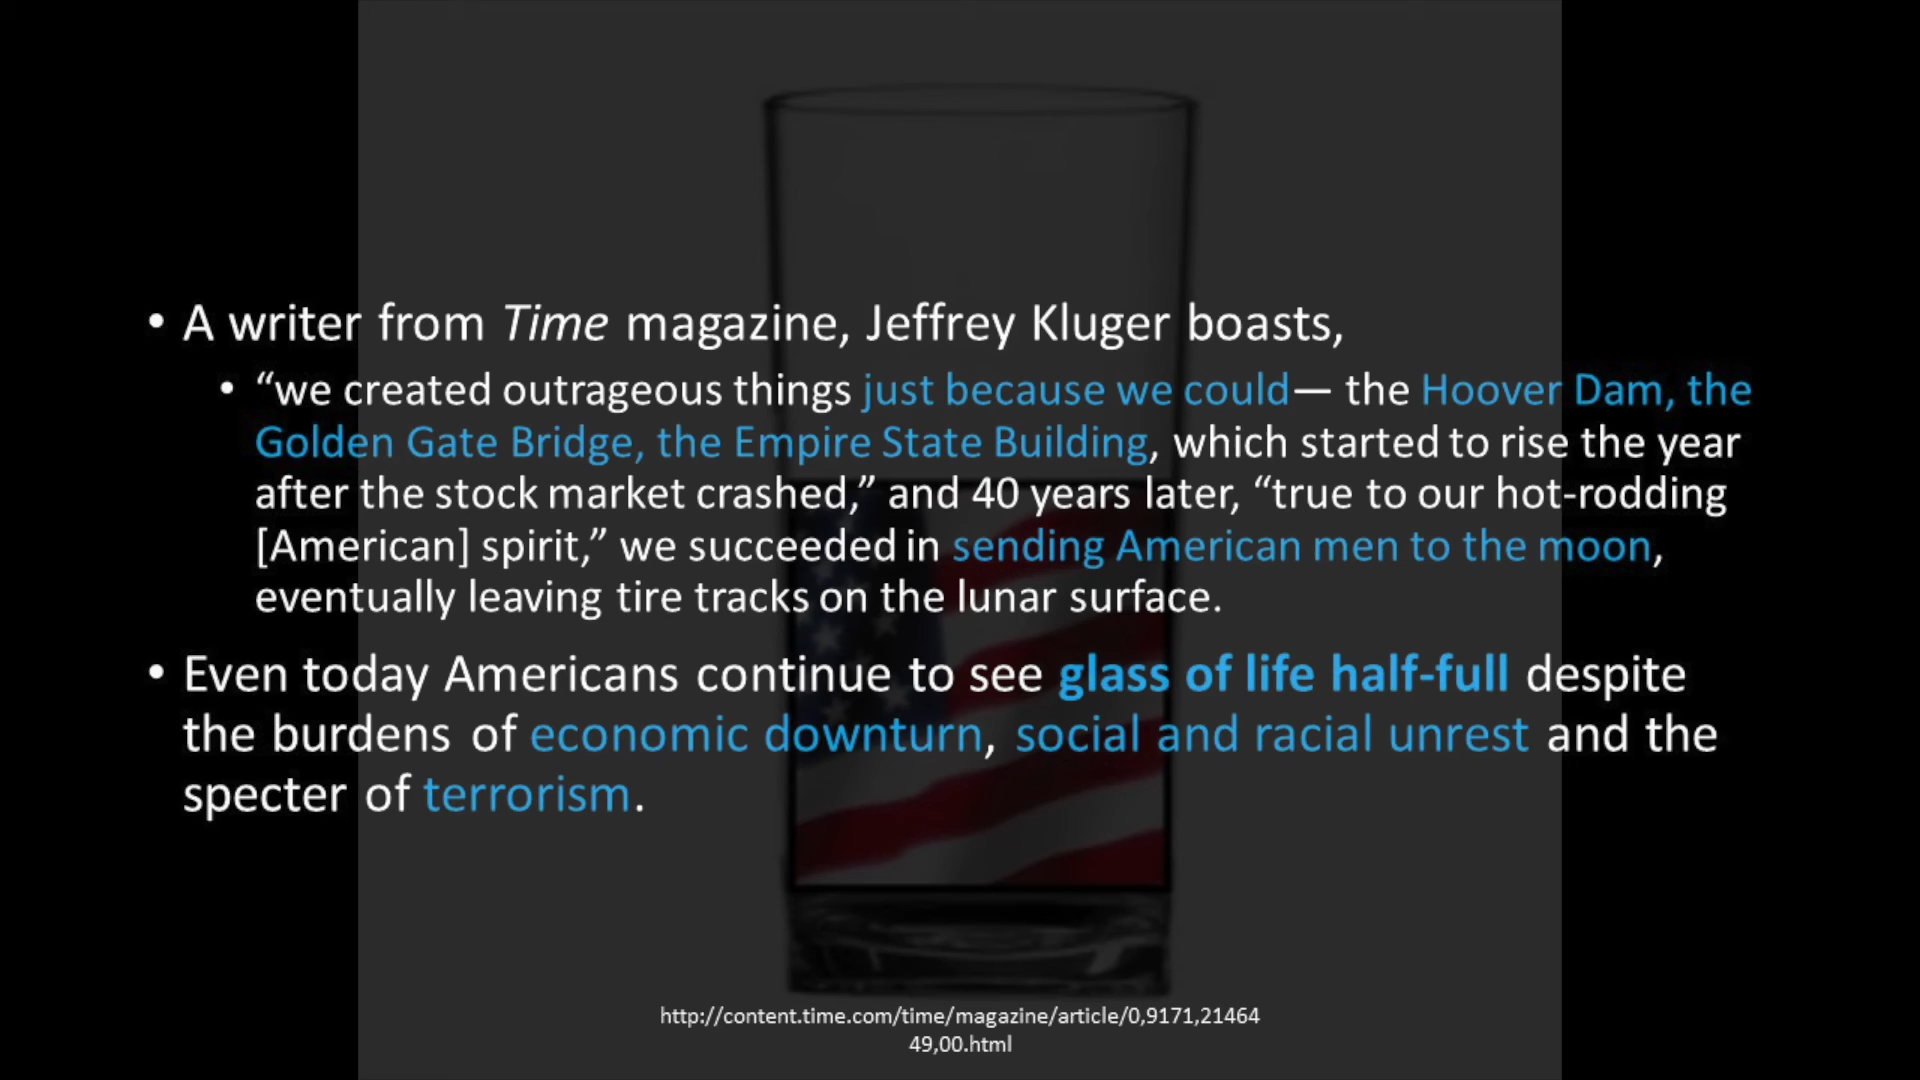 • A writer from Time magazine, Jeffrey Kluger boasts,
• “we created outrageous things just because we could— the Hoover Dam, the
Golden Gate Bridge, the Empire State Building, which started to rise the year
after the stock market crashed,” and 40 years later, “true to our hot-rodding
[American] spirit,” we succeeded in sending American men to the moon,
eventually leaving tire tracks on the lunar surface.
• Even today Americans continue to see glass of life half-full despite
the burdens of economic downturn, social and racial unrest and the
specter of terrorism.
http://content.time.com/time/magazine/article/0,9171,21464
49,00.html